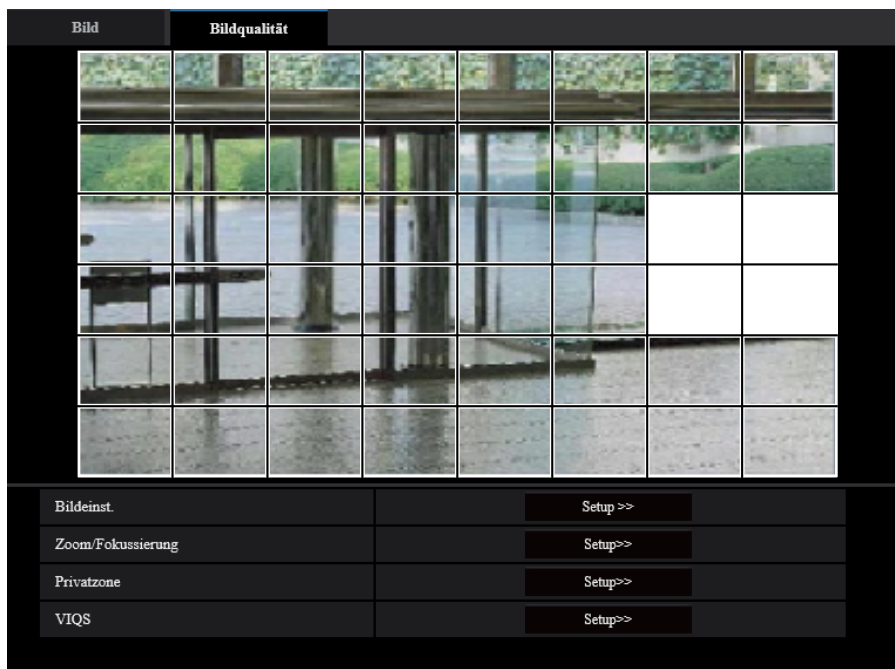 Bild
Bildqualität
Bildeinst.
Setup >>
Zoom/Fokussierung
Setup>>
Privatzone
Setup>>
VIQS
Setup>>